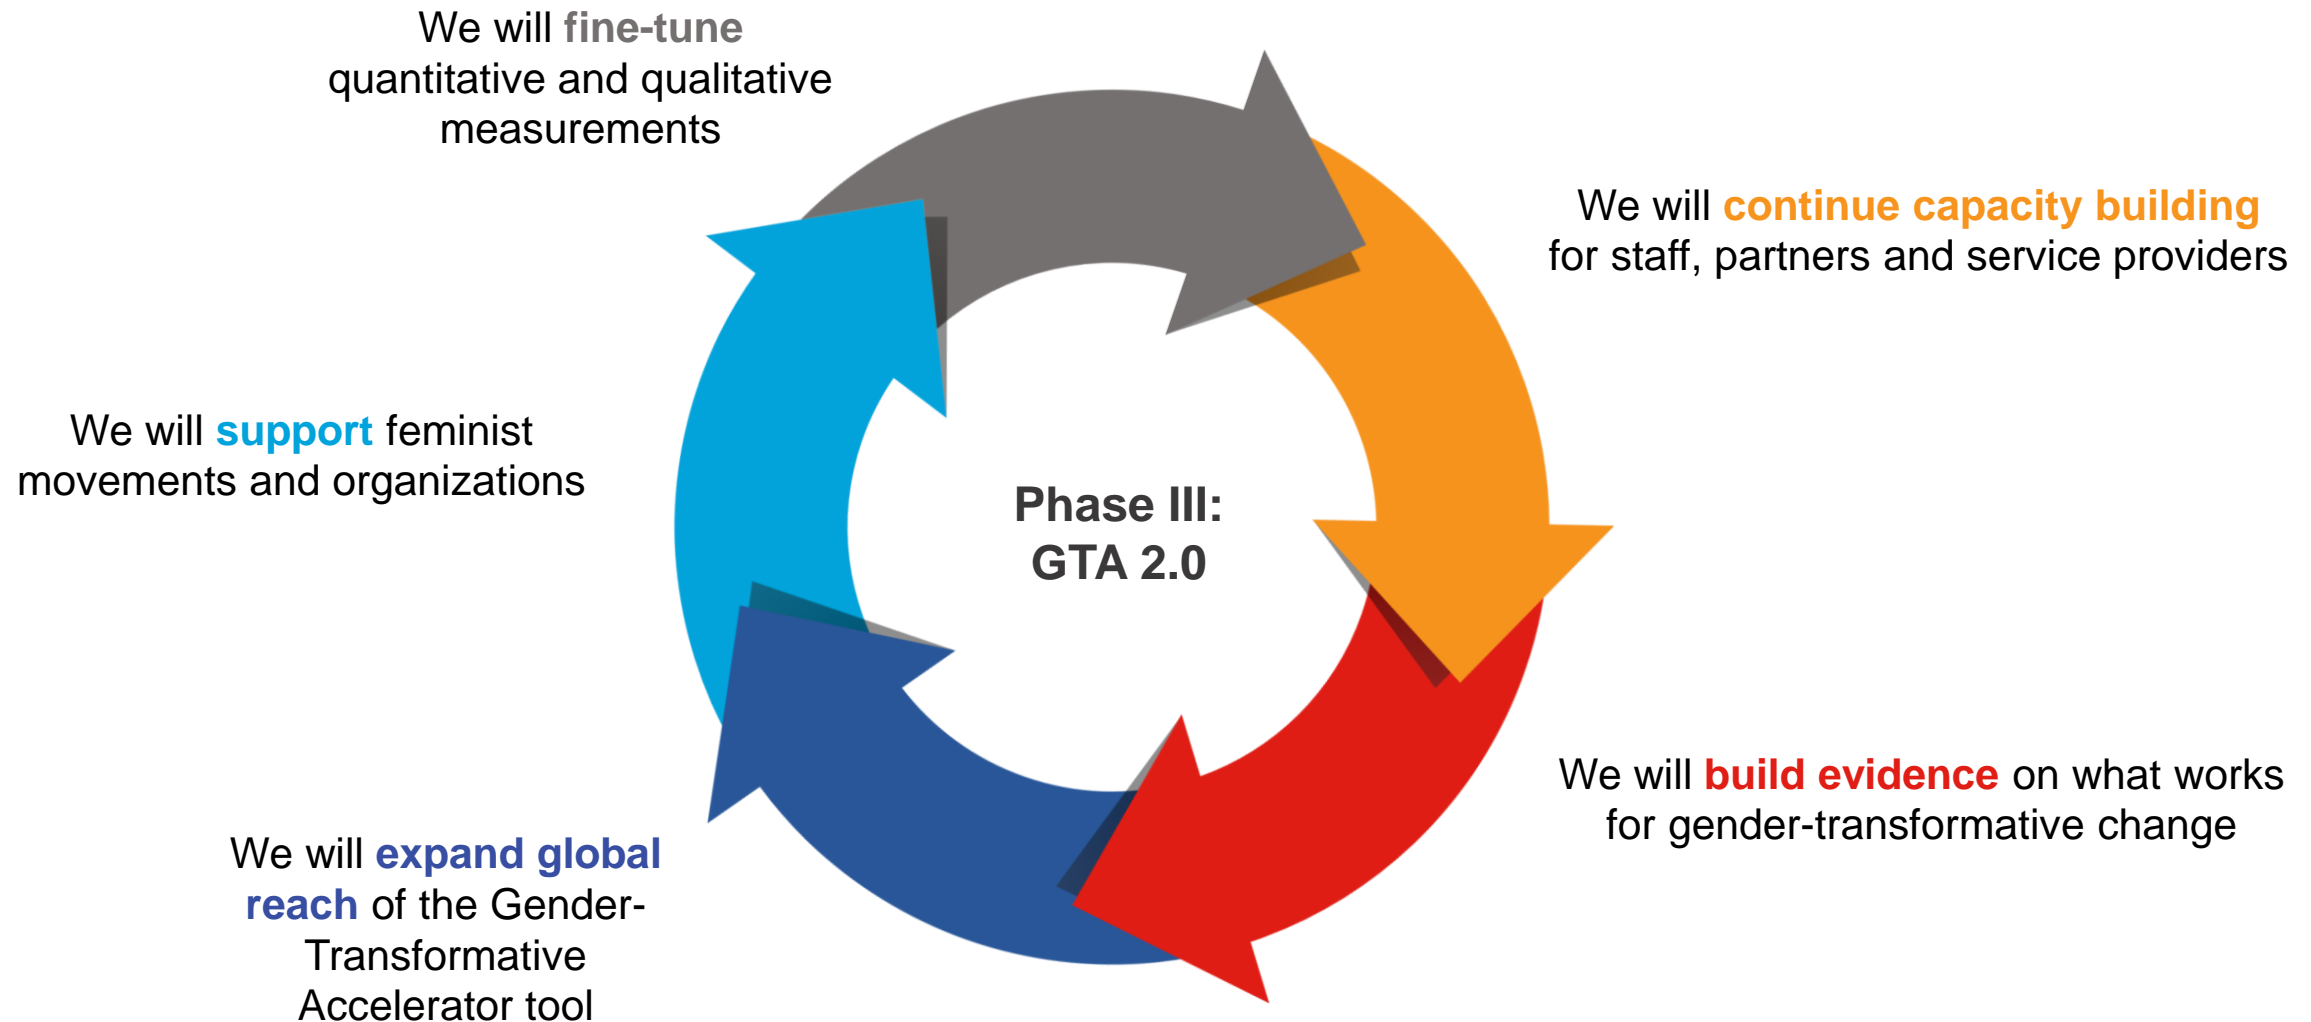 We will fine-tune
quantitative and qualitative
measurements
We will continue capacity building
for staff, partners and service providers
We will support feminist
movements and organizations
Phase III:
GTA 2.0
We will build evidence on what works
for gender-transformative change
We will expand global
reach of the Gender-
Transformative
Accelerator tool